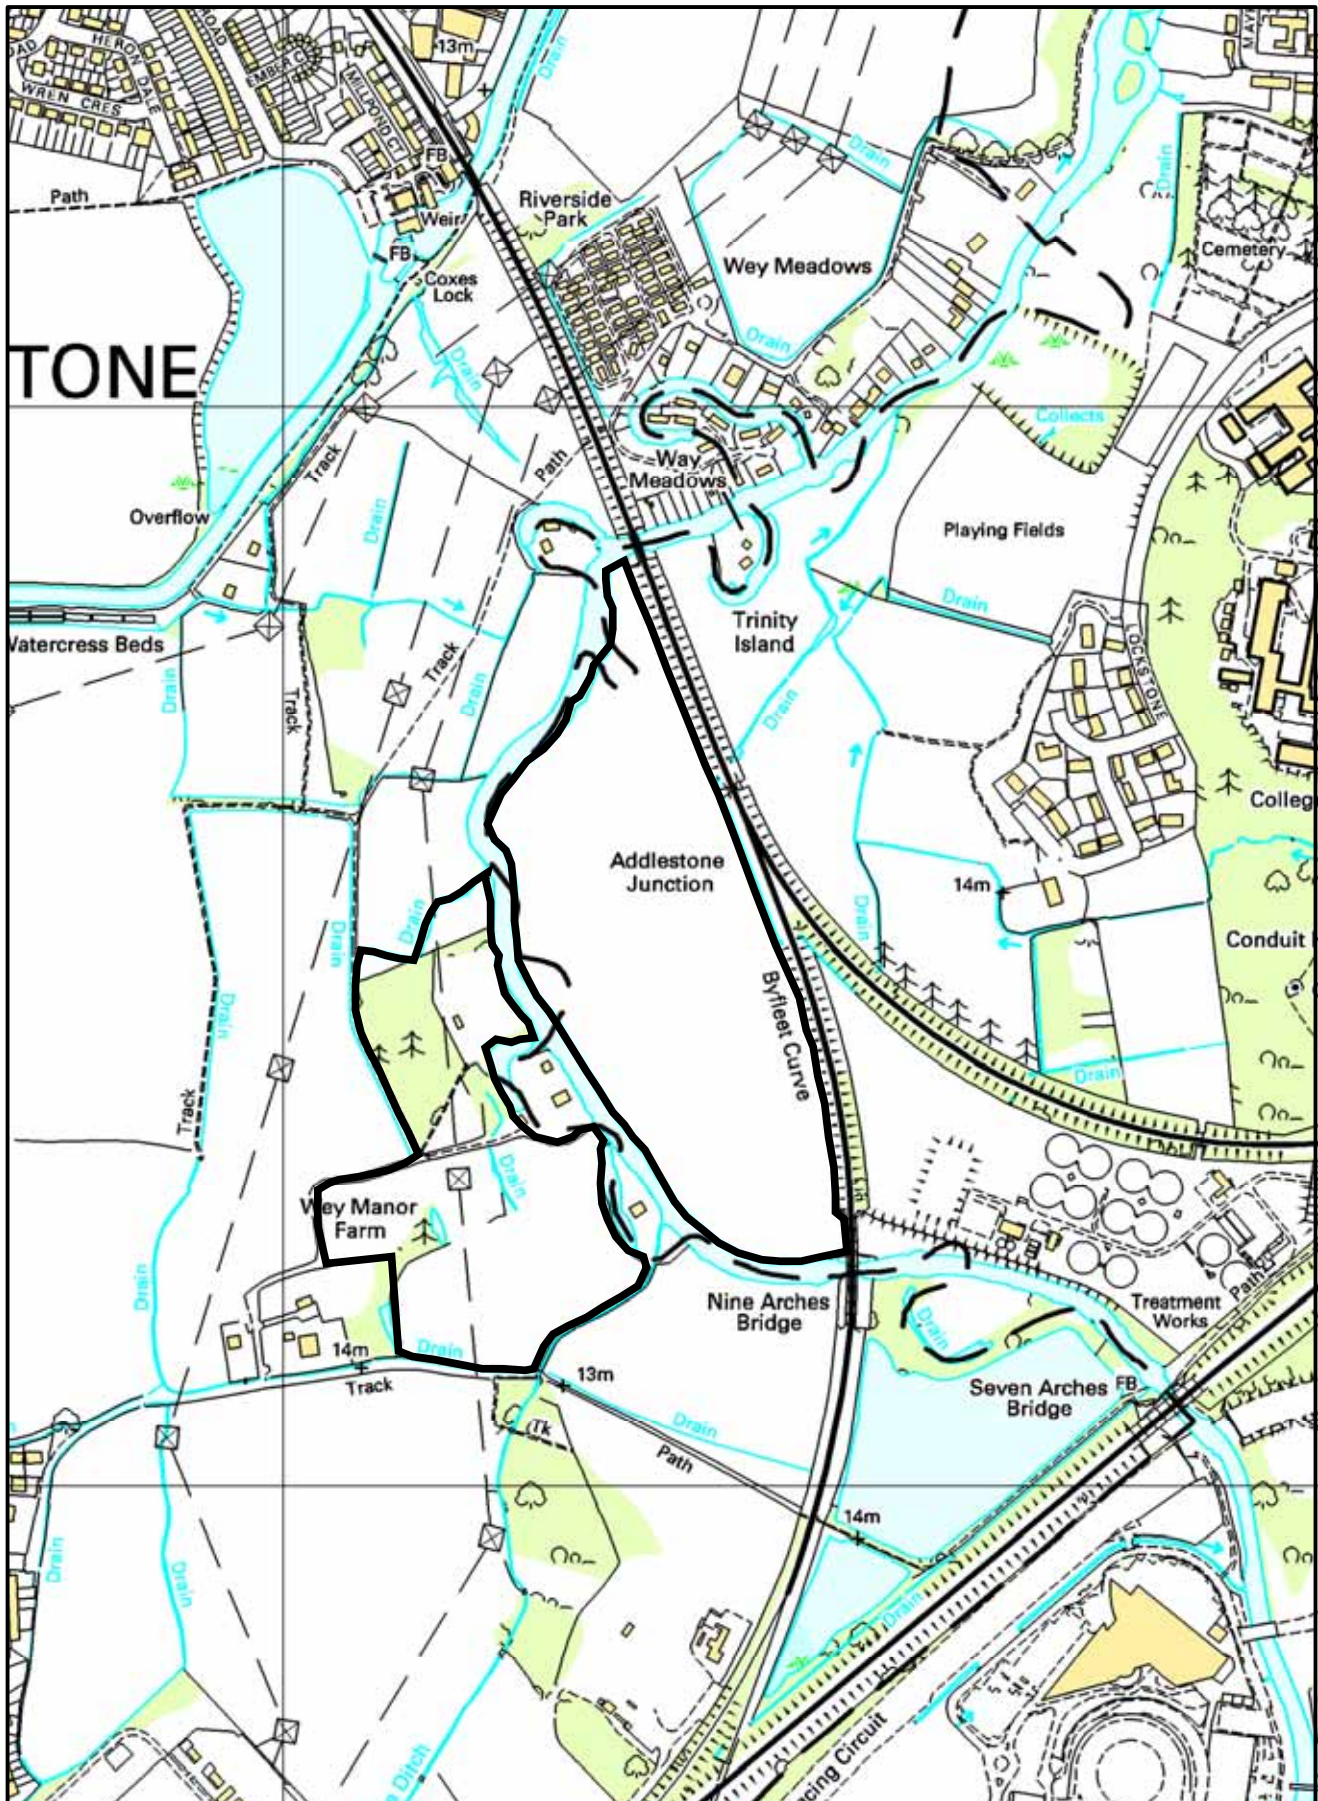 HERON DALE
ROAD
EMBER C
MILLPOND CT
WREN CRES
13m
Drain
FB
Path
Weir
FB
Coxes
Lock
Riverside
Park
Drain
Wey Meadows
Drain
Drain
Cemetery
TONE
Drain
Collects
Track
Path
Way
Meadows
Overflow
Drain
Playing Fields
Drain
Watercress Beds
Trinity
Island
LOCKSTONE
Drain
Track
Track
Drain
Drain
Colleg
Addlestone
Junction
14m
Drain
Drain
Drain
Conduit
Drain
Byfleet Curve
Drain
Track
Drain
Wey Manor
Farm
Drain
Nine Arches
Bridge
Treatment
Works
Path
Drain
14m
Drain
Track
13m
Seven Arches
Bridge
FB
Tk
Drain
Path
14m
Drain
Drain
Drain
Ditch
acing Circuit